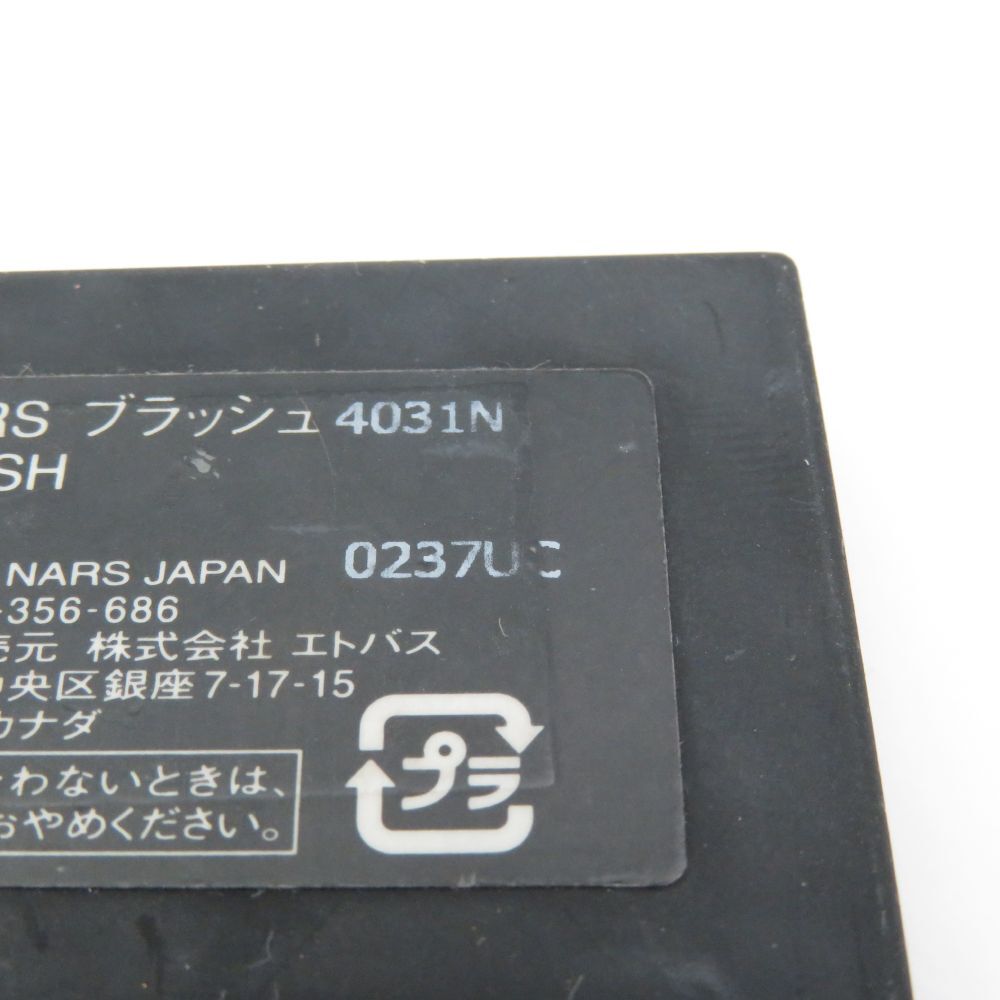 RS ブラッシュ 4031N
SH
NARS JAPAN 0237U
-356-686
売元 株式会社 エトバス
中央区銀座7-17-15
カナダ
わないときは、
おやめください。
プラ